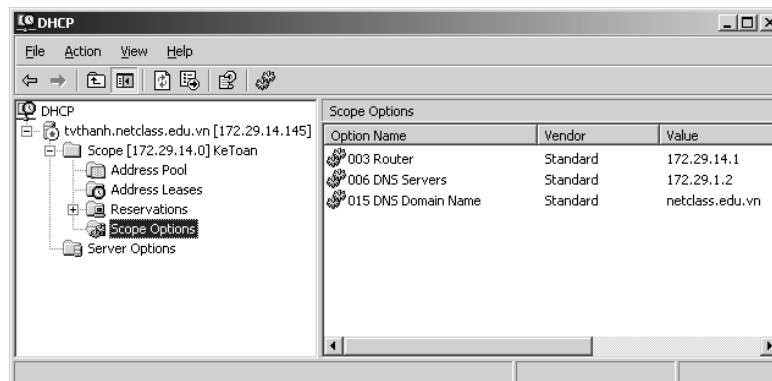 DHCP
File Action View Help
DHCP
tvthanh.netclass.edu.vn [172.29.14.145]
Scope [172.29.14.0] KeToan
Address Pool
Address Leases
Reservations
Scope Options
Server Options
Scope Options
Option Name Vendor Value
003 Router Standard 172.29.14.1
006 DNS Servers Standard 172.29.1.2
015 DNS Domain Name Standard netclass.edu.vn